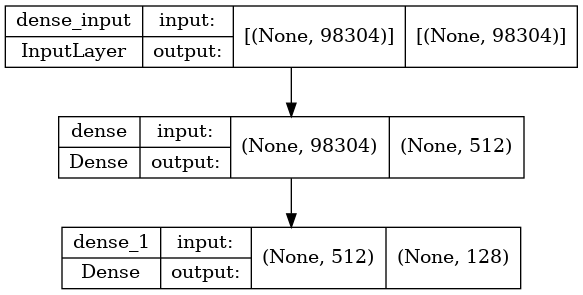 dense_input input: [(None, 98304)] [(None, 98304)]
InputLayer output:
dense input: (None, 98304) (None, 512)
Dense output:
dense_1 input: (None, 512) (None, 128)
Dense output: